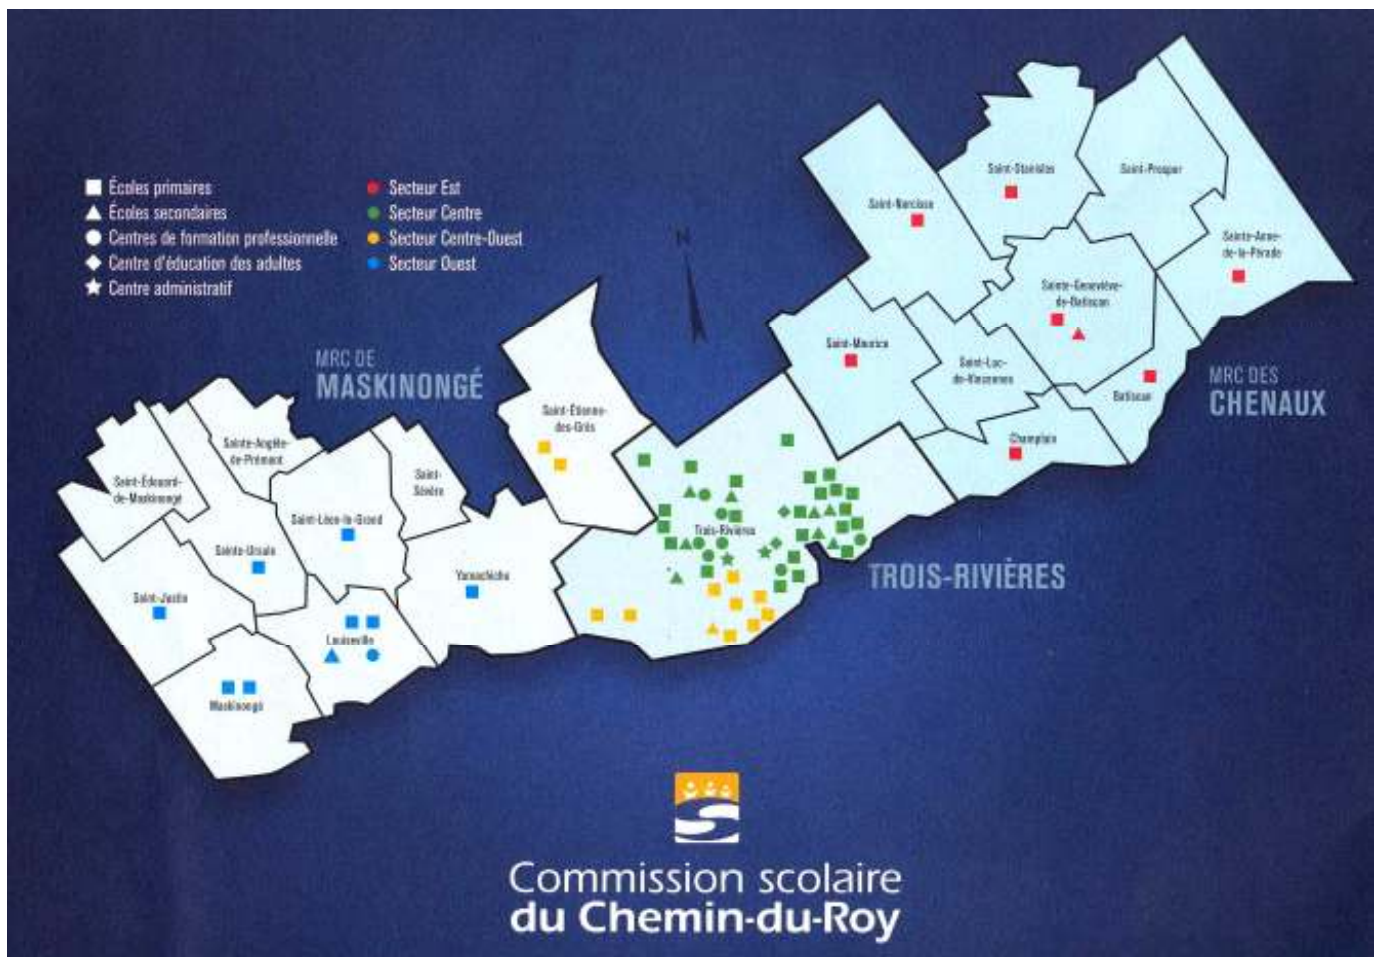 Écoles primaires
Écoles secondaires
Centres de formation professionnelle
Centre d'éducation des adultes
Centre administratif
Secteur Est
Secteur Centre
Secteur Centre-Ouest
Secteur Ouest
N
MRC DE
MASKINONGÉ
Saint-Stanislas
Saint-Prosper
Saint-Narcisse
Sainte-Anne-
de-la-Pérade
Sainte-Geneviève-
de-Batiscan
Saint-Maurice
Saint-Luc-
de-Vincennes
Batiscan
MRC DES
CHENAUX
Champlain
Saint-Étienne-
des-Grès
Sainte-Angèle-
de-Prémont
Saint-Édouard-
de-Maskinongé
Saint-
Sévère
Saint-Léon-le-Grand
Trois-Rivières
Sainte-Ursule
Yamachiche
TROIS-RIVIÈRES
Saint-Justin
Louiseville
Maskinongé
Commission scolaire
du Chemin-du-Roy